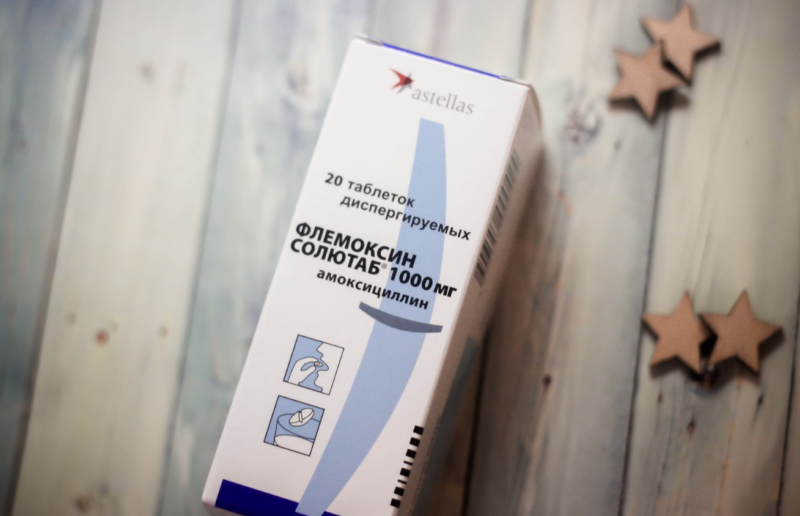 astellas
20 таблеток
диспергируемых
ФЛЕМОКСИН
СОЛЮТАБ® 1000 мг
амоксициллин